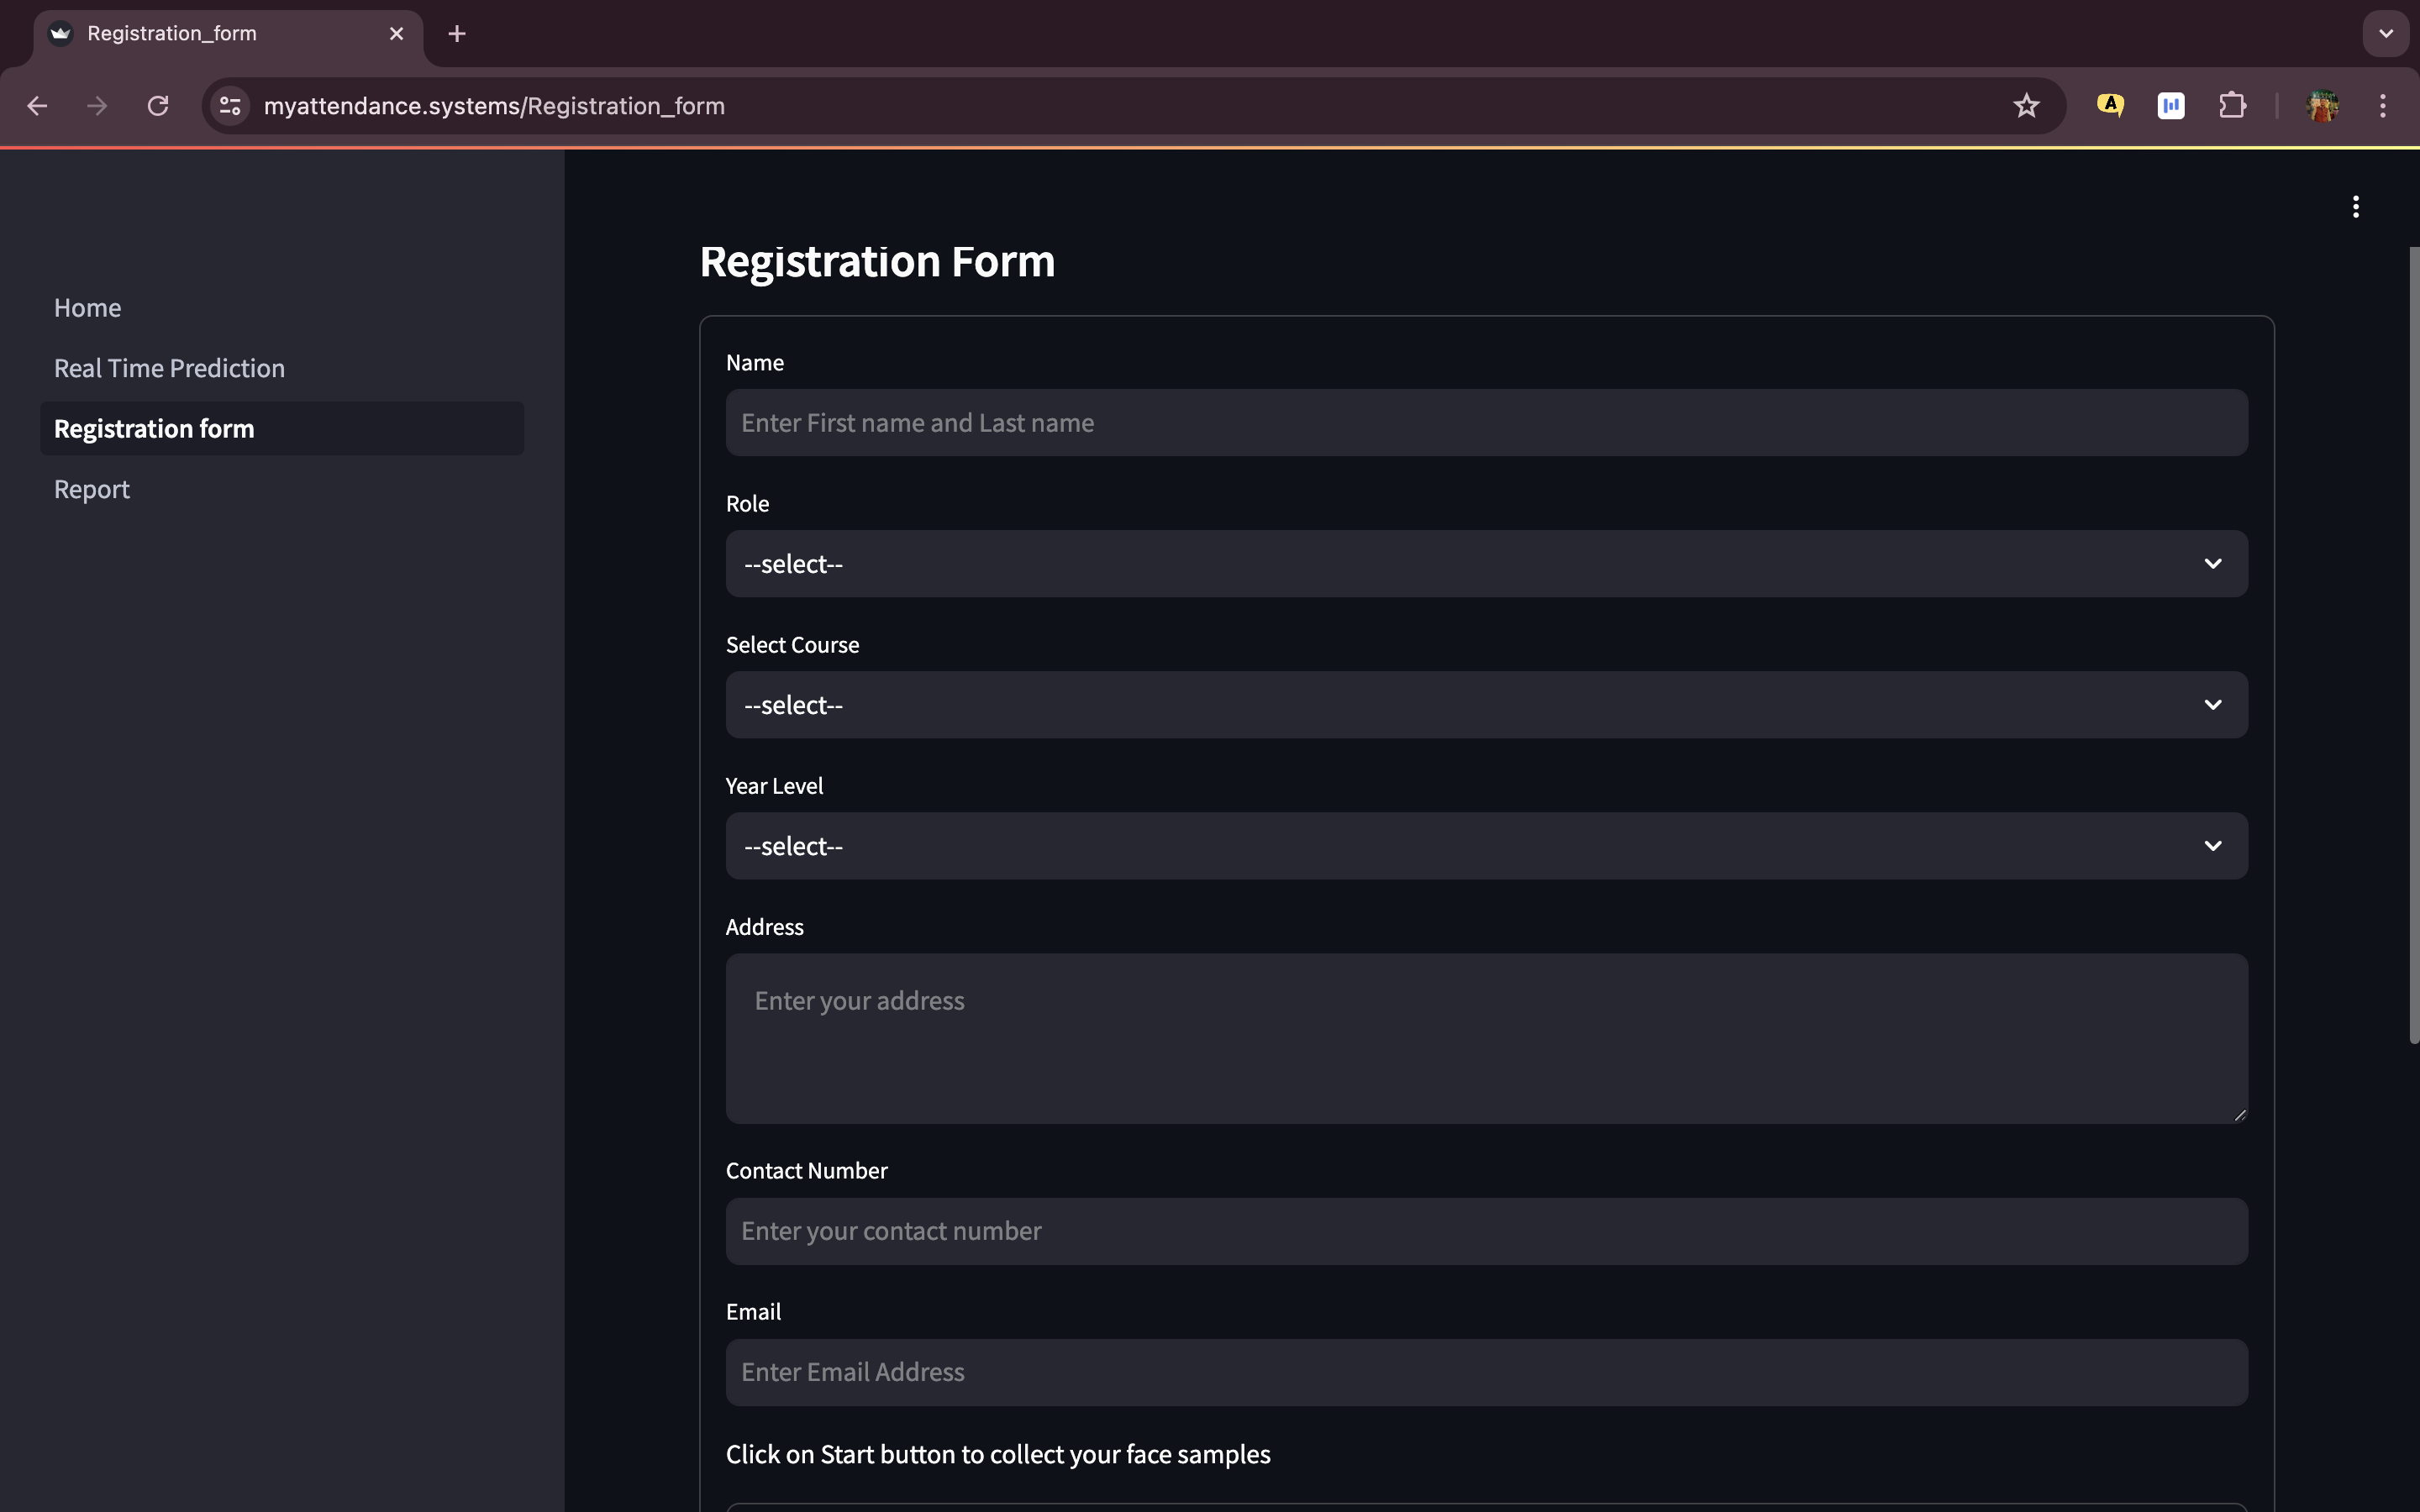 Registration_form
myattendance.systems/Registration_form
A
Home
Real Time Prediction
Registration form
Report
Registration Form
Name
Enter First name and Last name
Role
--select--
Select Course
--select--
Year Level
--select--
Address
Enter your address
Contact Number
Enter your contact number
Email
Enter Email Address
Click on Start button to collect your face samples